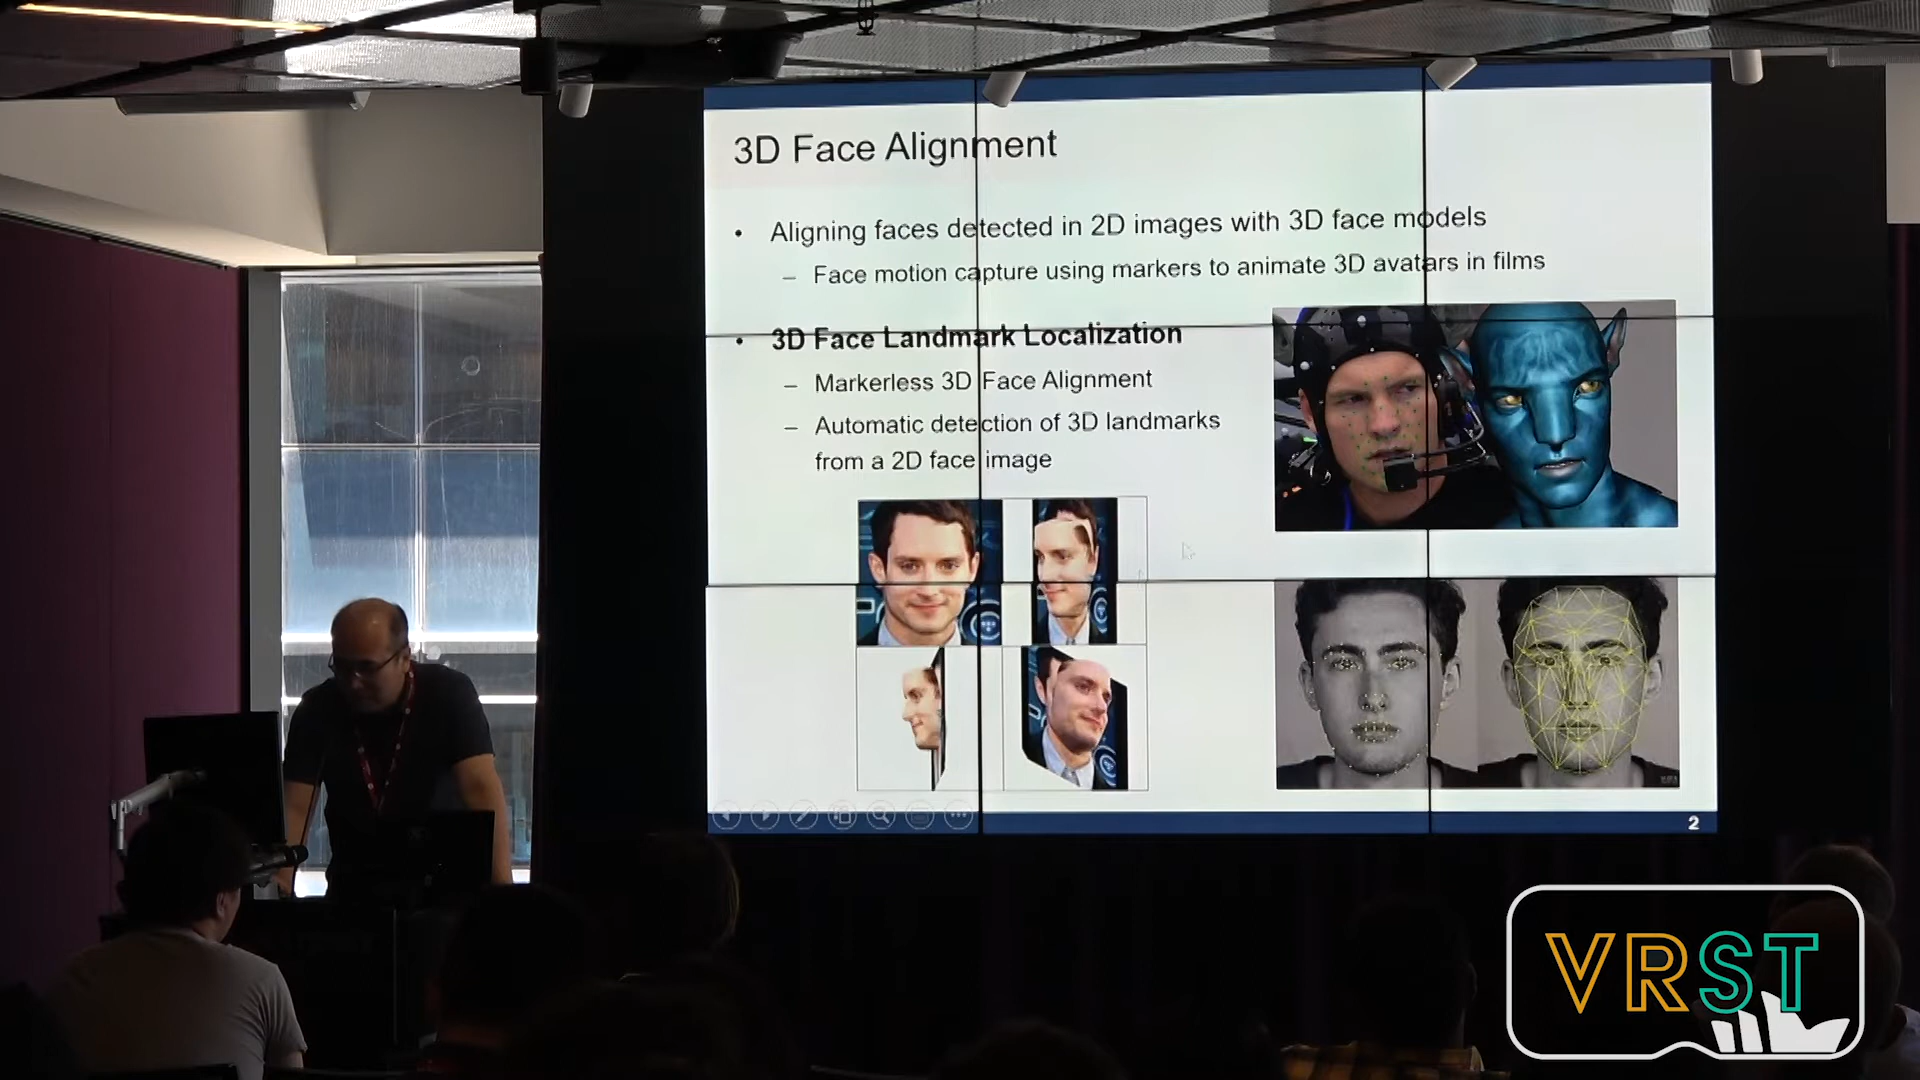 3D Face Alignment
• Aligning faces detected in 2D images with 3D face models
– Face motion capture using markers to animate 3D avatars in films
• 3D Face Landmark Localization
– Markerless 3D Face Alignment
– Automatic detection of 3D landmarks
from a 2D face image
2
VRST